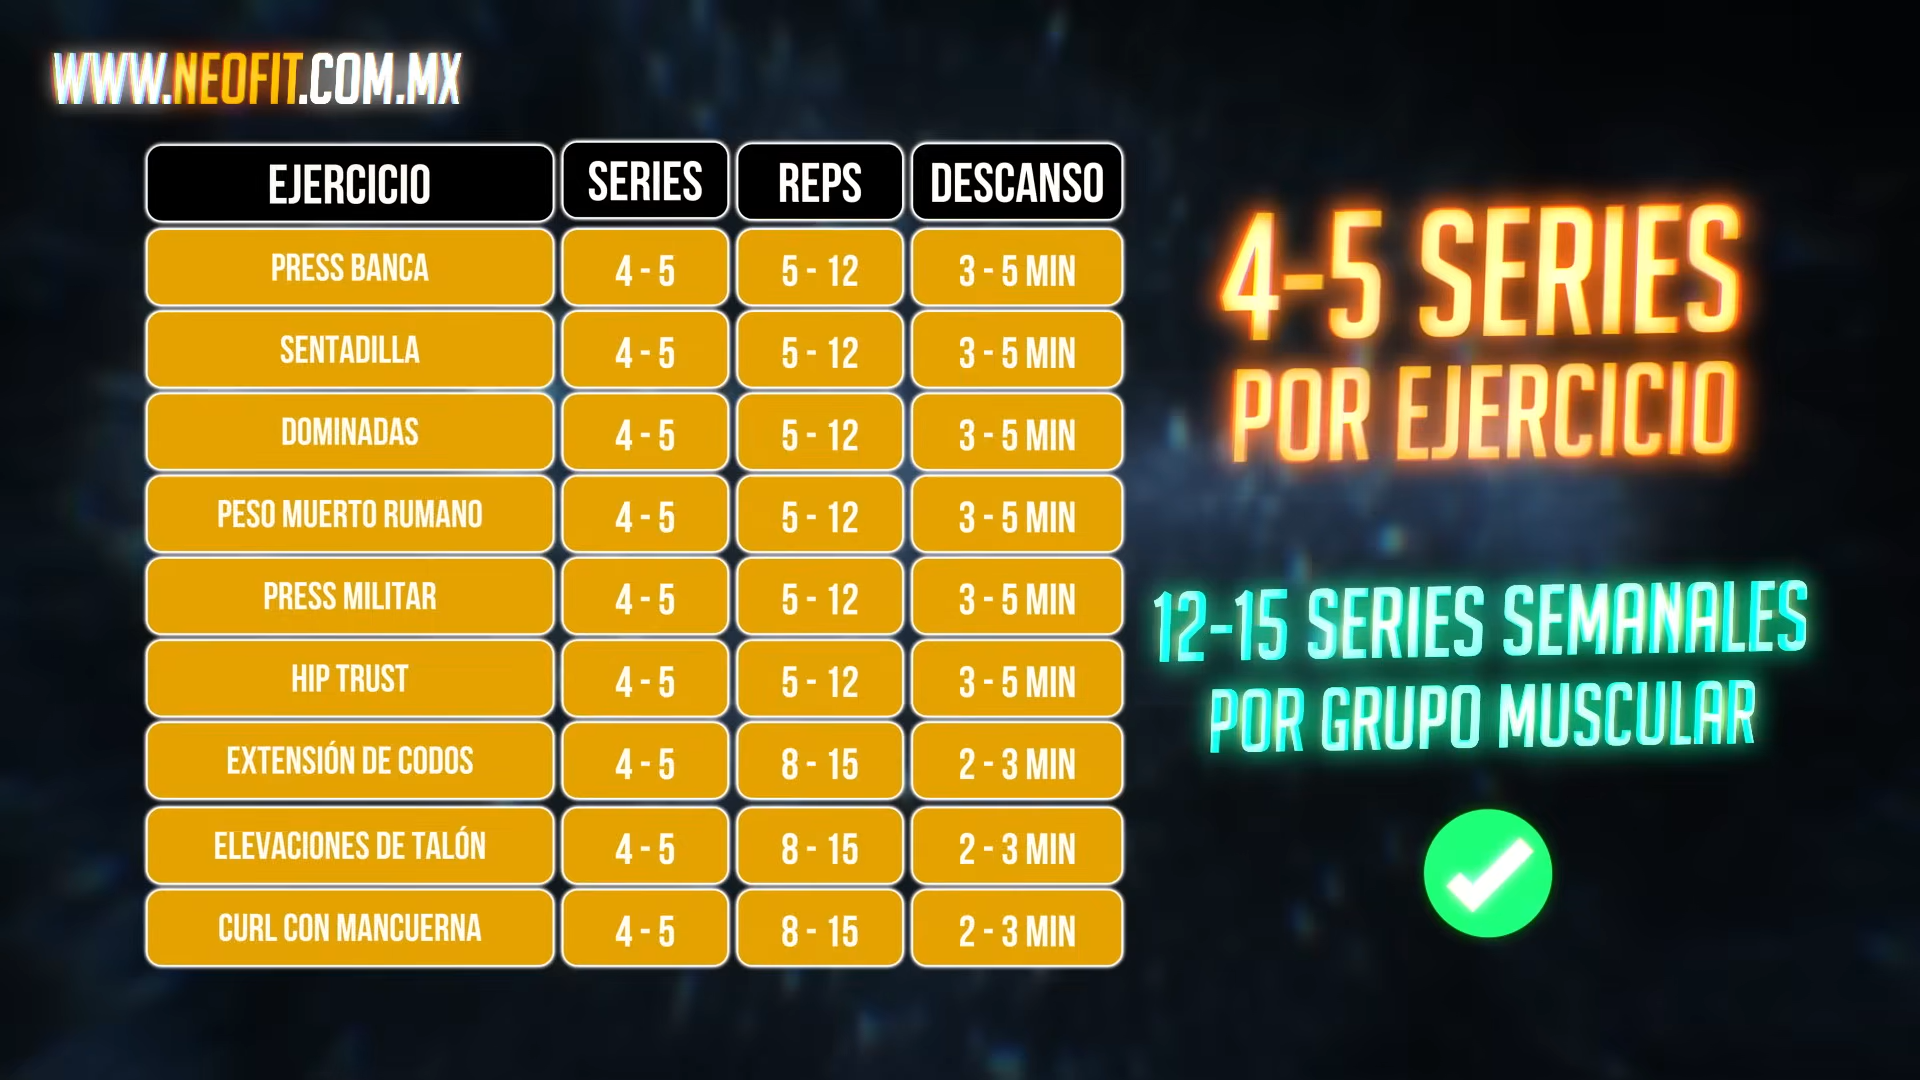 WWW.NEOFIT.COM.MX
EJERCICIO SERIES REPS DESCANSO
PRESS BANCA 4 - 5 5 - 12 3 - 5 MIN
SENTADILLA 4 - 5 5 - 12 3 - 5 MIN
DOMINADAS 4 - 5 5 - 12 3 - 5 MIN
PESO MUERTO RUMANO 4 - 5 5 - 12 3 - 5 MIN
PRESS MILITAR 4 - 5 5 - 12 3 - 5 MIN
HIP TRUST 4 - 5 5 - 12 3 - 5 MIN
EXTENSIÓN DE CODOS 4 - 5 8 - 15 2 - 3 MIN
ELEVACIONES DE TALÓN 4 - 5 8 - 15 2 - 3 MIN
CURL CON MANCUERNA 4 - 5 8 - 15 2 - 3 MIN
4-5 SERIES
POR EJERCICIO
12-15 SERIES SEMANALES
POR GRUPO MUSCULAR